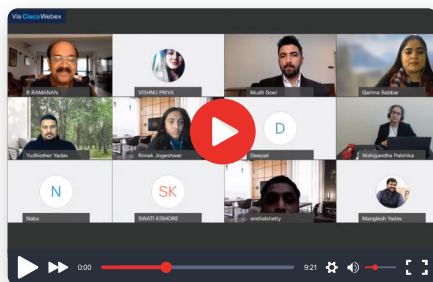 Via Cisco Webex
R RAMANAN
VISHNU PRIYA
Mudit Goel
Garima Babbar
Yudhister Yadav
Ronak Jogeshwar
D
Deepali
Nishigandha Palshika
N
Naba
SK
SWATI KISHORE
snehalshetty
Manglesh Yadav
0:00
9:21